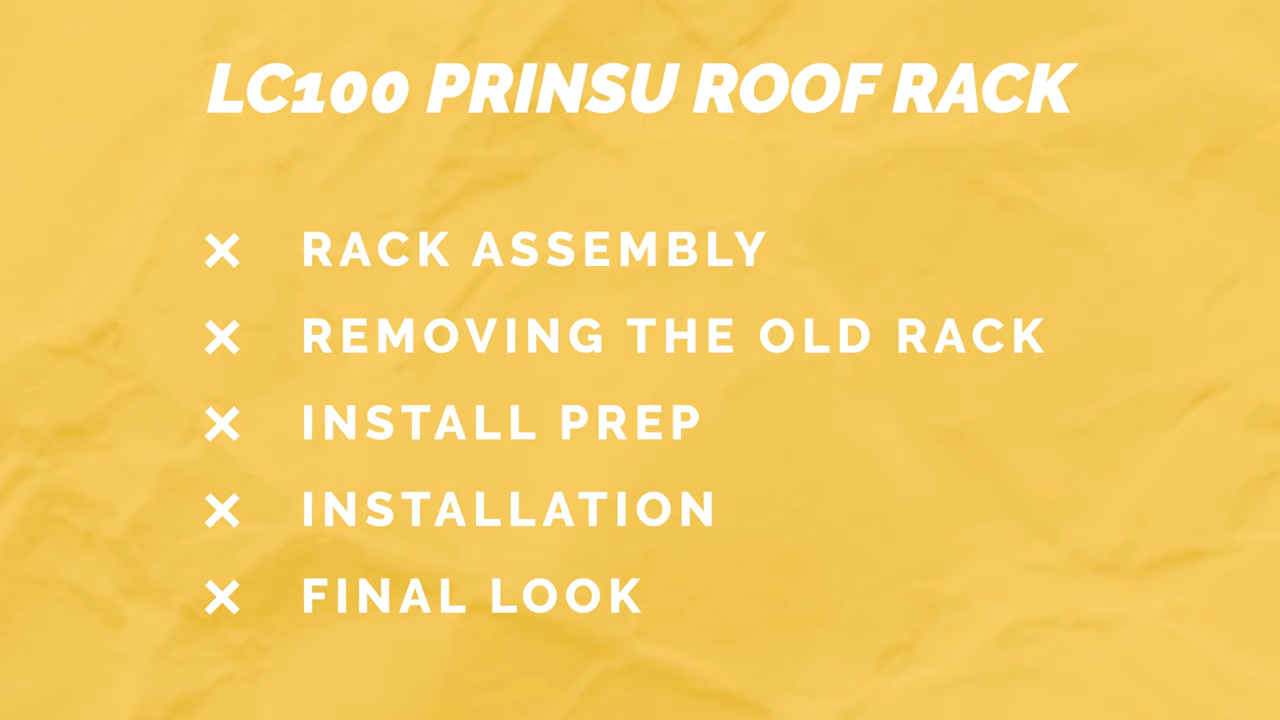 LC100 PRINSU ROOF RACK
× RACK ASSEMBLY
× REMOVING THE OLD RACK
× INSTALL PREP
× INSTALLATION
× FINAL LOOK